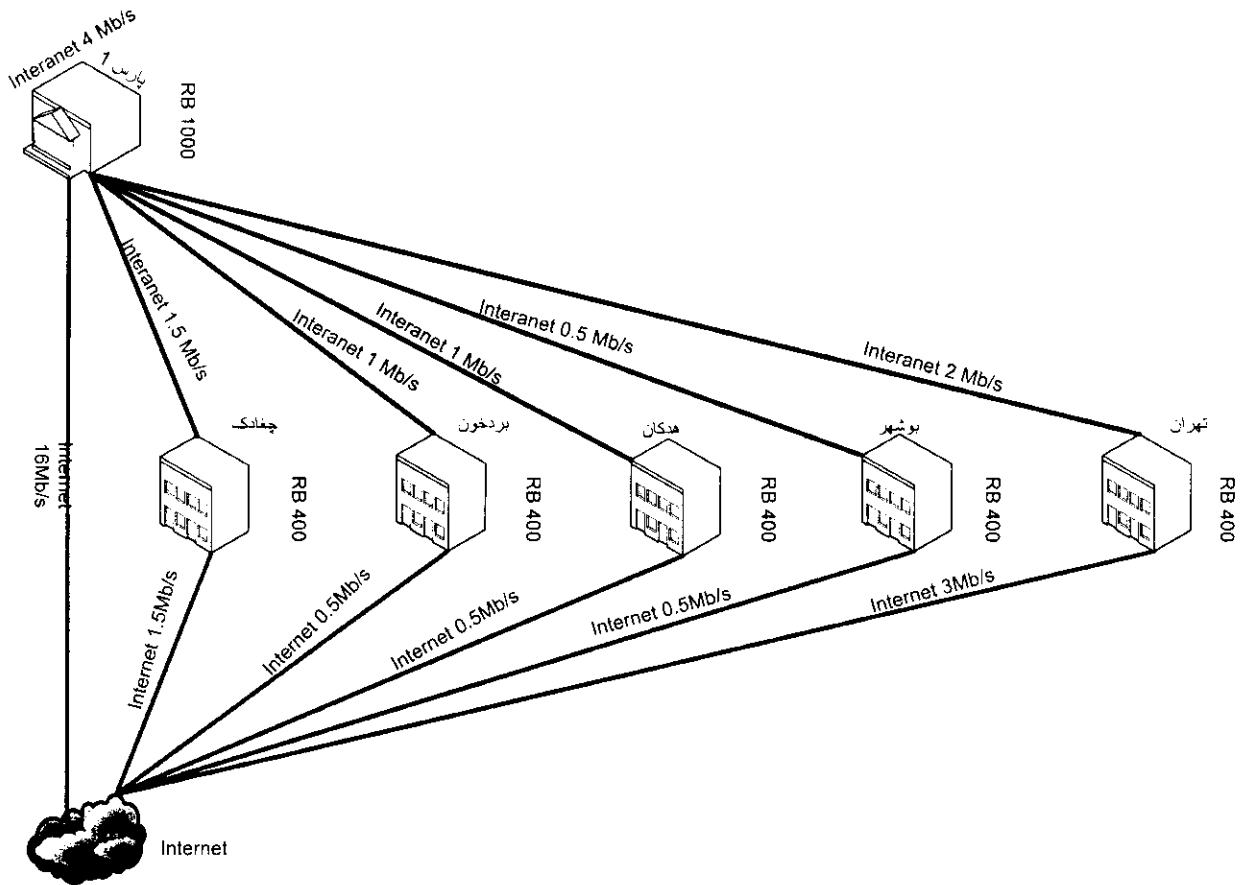 Interanet 4 Mb/s
پارس 1
RB 1000
Interanet 1.5 Mb/s
Interanet 1 Mb/s
Interanet 1 Mb/s
Interanet 0.5 Mb/s
Interanet 2 Mb/s
چغادک
بردخون
هدکان
بوشهر
تهران
RB 400
RB 400
RB 400
RB 400
RB 400
Internet
16Mb/s
Internet 1.5Mb/s
Internet 0.5Mb/s
Internet 0.5Mb/s
Internet 0.5Mb/s
Internet 3Mb/s
Internet